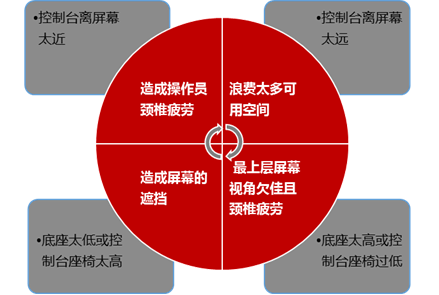 •控制台离屏幕
太近
•控制台离屏幕
太远
造成操作员
颈椎疲劳
浪费太多可
用空间
造成屏幕的
遮挡
最上层屏幕
视角欠佳且
颈椎疲劳
•底座太低或控
制台座椅太高
•底座太高或控
制台座椅过低